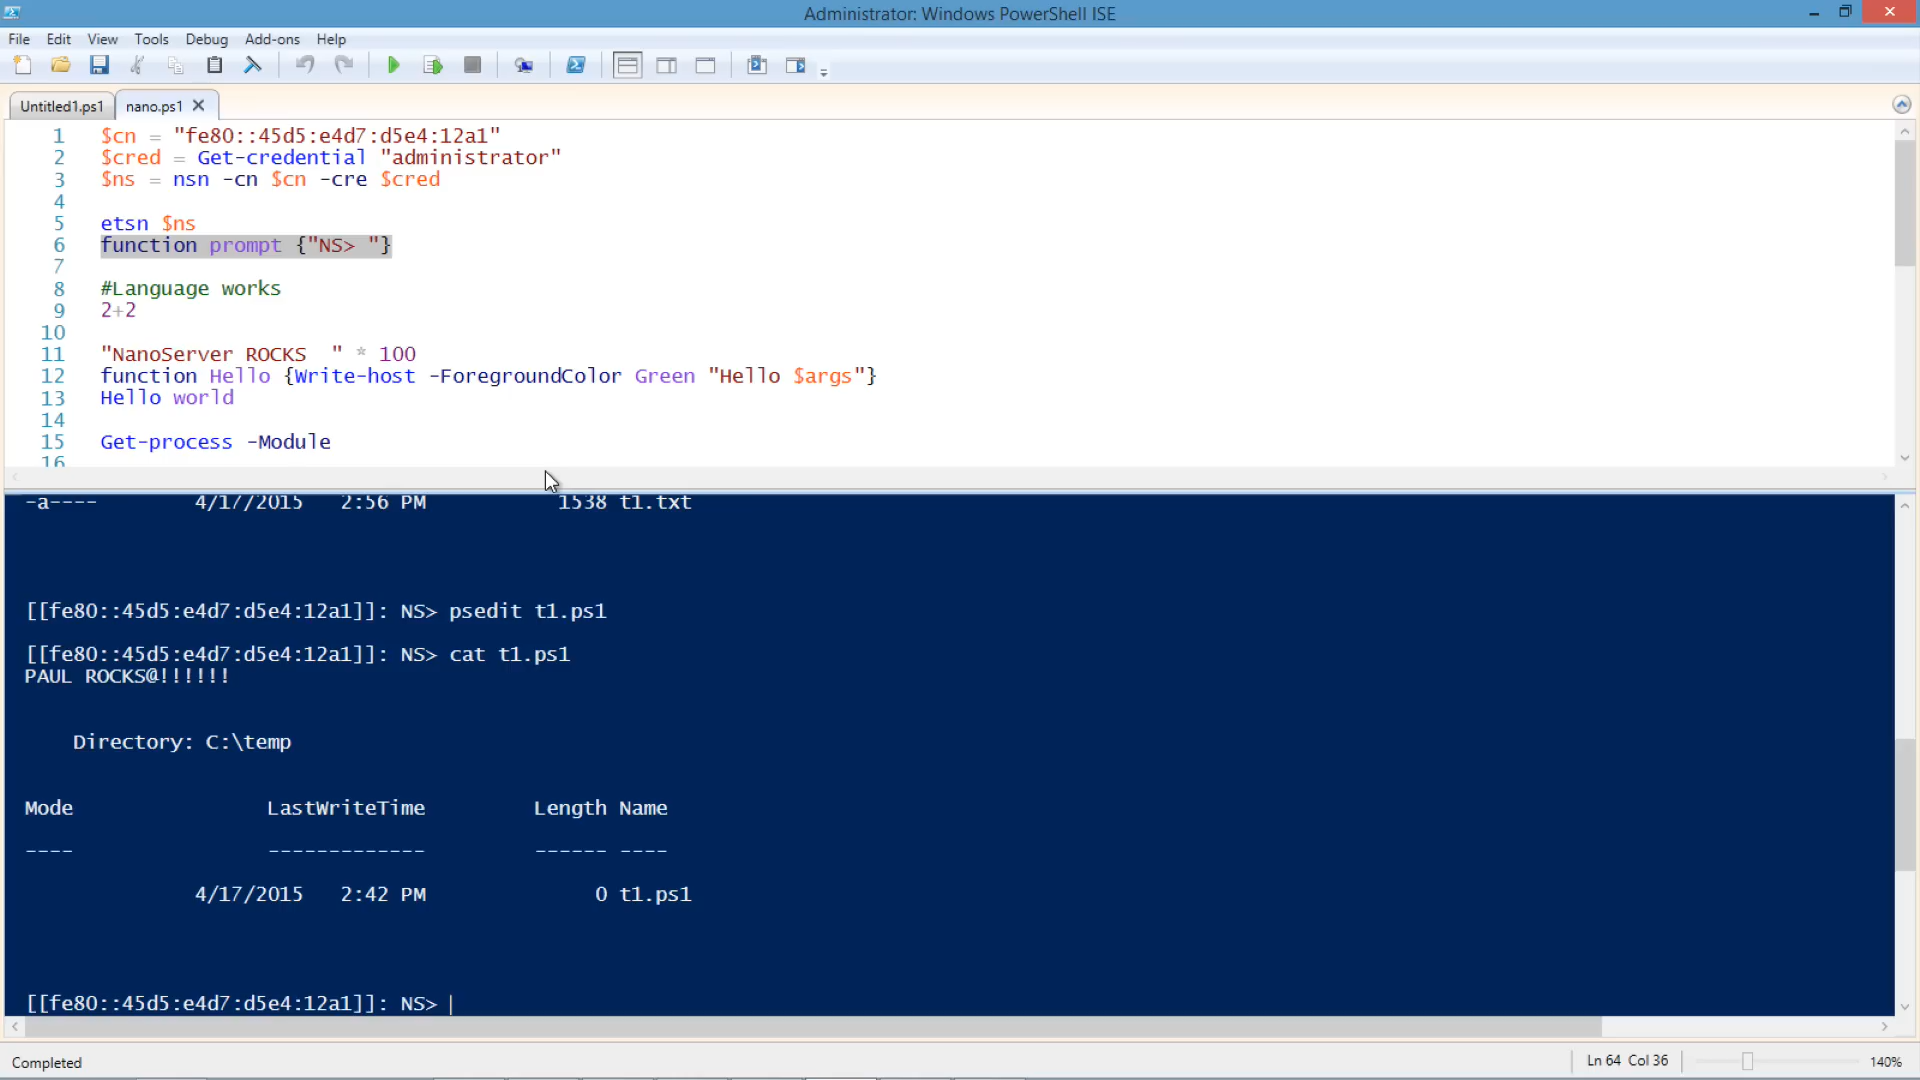 Administrator: Windows PowerShell ISE
File Edit View Tools Debug Add-ons Help
Untitled1.ps1 nano.ps1
1 $cn = "fe80::45d5:e4d7:d5e4:12a1"
2 $cred = Get-credential "administrator"
3 $ns = nsn -cn $cn -cre $cred
4
5 etsn $ns
6 function prompt {"NS> "}
7
8 #Language works
9 2+2
10
11 "NanoServer ROCKS  " * 100
12 function Hello {Write-host -ForegroundColor Green "Hello $args"}
13 Hello world
14
15 Get-process -Module
16
-a---- 4/17/2015 2:56 PM 1538 t1.txt
[[fe80::45d5:e4d7:d5e4:12a1]]: NS> psedit t1.ps1
[[fe80::45d5:e4d7:d5e4:12a1]]: NS> cat t1.ps1
PAUL ROCKS@!!!!!!
Directory: C:\temp
Mode LastWriteTime Length Name
---- ------------- ------ ----
4/17/2015 2:42 PM 0 t1.ps1
[[fe80::45d5:e4d7:d5e4:12a1]]: NS>
Completed Ln 64 Col 36 140%